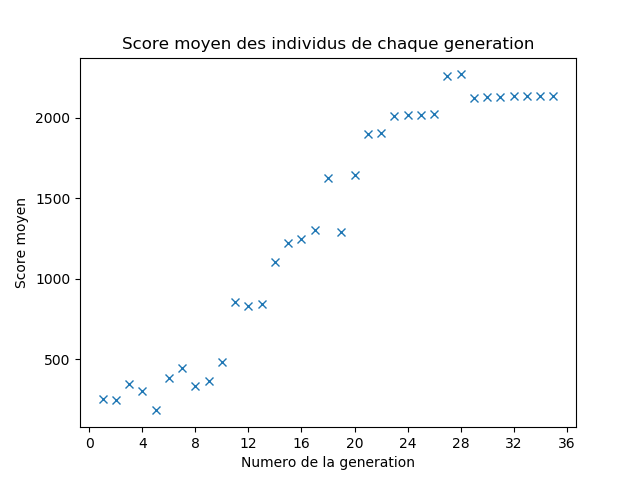 Score moyen des individus de chaque generation
Score moyen
2000
1500
1000
500
0 4 8 12 16 20 24 28 32 36
Numero de la generation